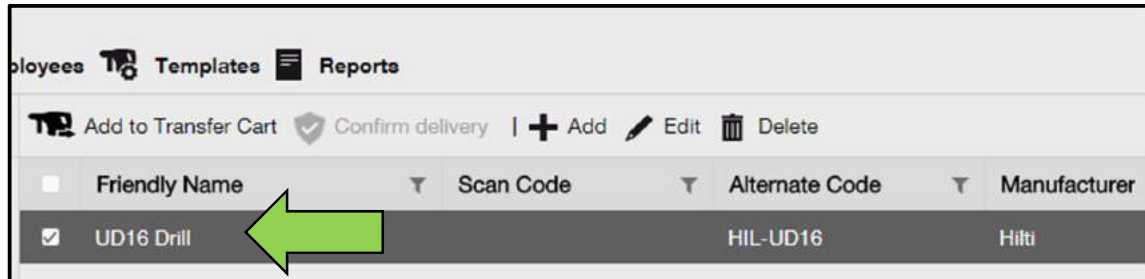 ployees Templates Reports
Add to Transfer Cart Confirm delivery | Add Edit Delete
Friendly Name Scan Code Alternate Code Manufacturer
UD16 Drill HIL-UD16 Hilti